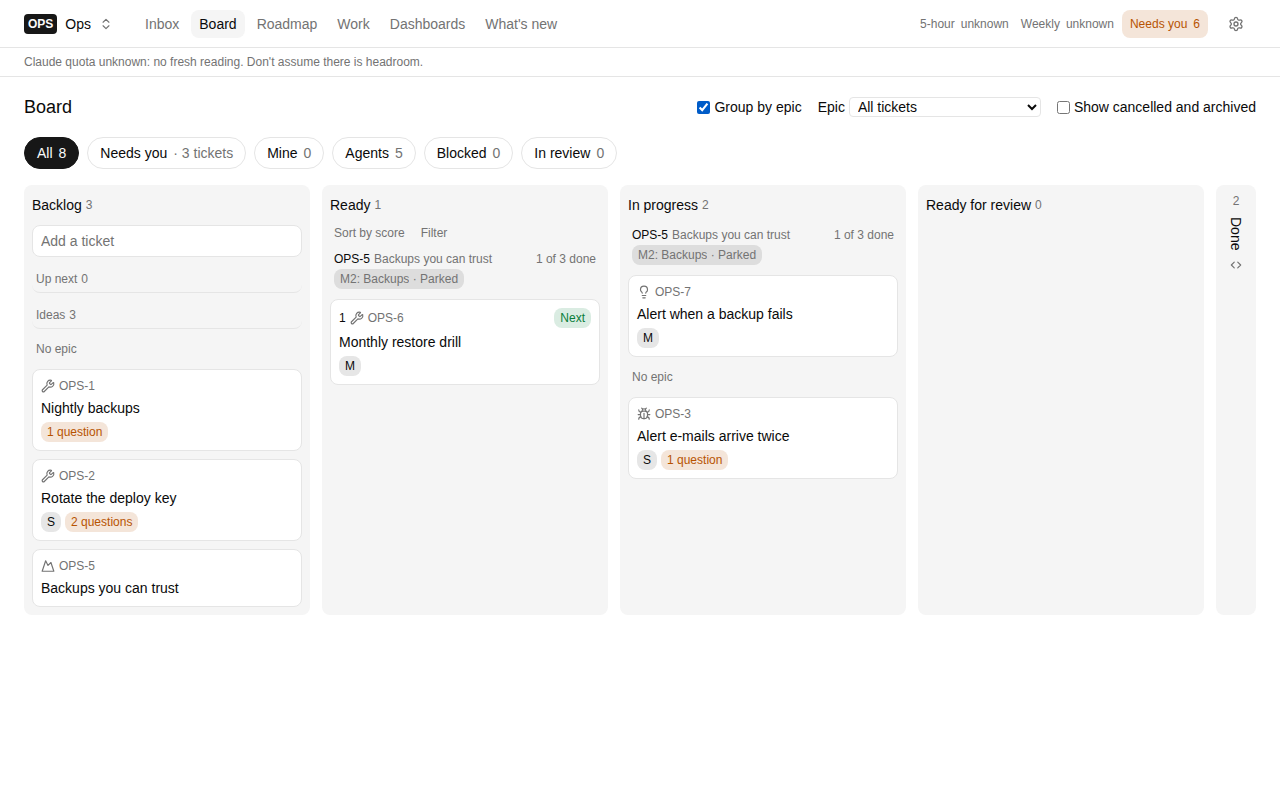 OPS Ops Inbox Board Roadmap Work Dashboards What's new 5-hour unknown Weekly unknown Needs you 6
Claude quota unknown: no fresh reading. Don't assume there is headroom.
Board Group by epic Epic All tickets Show cancelled and archived
All 8 Needs you · 3 tickets Mine 0 Agents 5 Blocked 0 In review 0
Backlog 3
Add a ticket
Up next 0
Ideas 3
No epic
OPS-1
Nightly backups
1 question
OPS-2
Rotate the deploy key
S 2 questions
OPS-5
Backups you can trust
Ready 1
Sort by score Filter
OPS-5 Backups you can trust 1 of 3 done
M2: Backups · Parked
1 OPS-6 Next
Monthly restore drill
M
In progress 2
OPS-5 Backups you can trust 1 of 3 done
M2: Backups · Parked
OPS-7
Alert when a backup fails
M
No epic
OPS-3
Alert e-mails arrive twice
S 1 question
Ready for review 0
2
Done